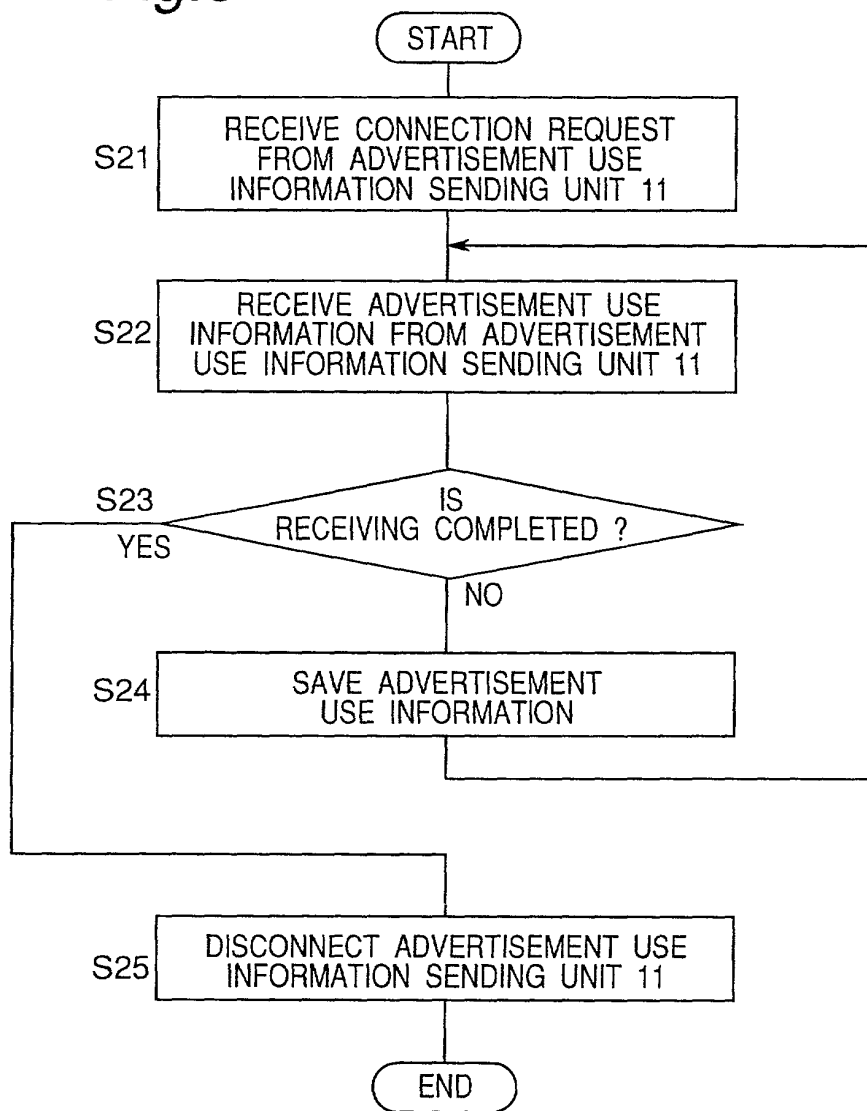 START
S21
RECEIVE CONNECTION REQUEST
FROM ADVERTISEMENT USE
INFORMATION SENDING UNIT 11
S22
RECEIVE ADVERTISEMENT USE
INFORMATION FROM ADVERTISEMENT
USE INFORMATION SENDING UNIT 11
S23
IS
RECEIVING COMPLETED ?
YES
NO
S24
SAVE ADVERTISEMENT
USE INFORMATION
S25
DISCONNECT ADVERTISEMENT USE
INFORMATION SENDING UNIT 11
END